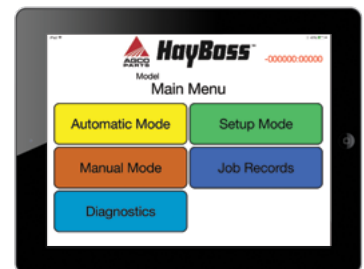 iPad
AGCO
PARTS
HayBoss
-000000:00000
Model
Main Menu
Automatic Mode
Setup Mode
Manual Mode
Job Records
Diagnostics